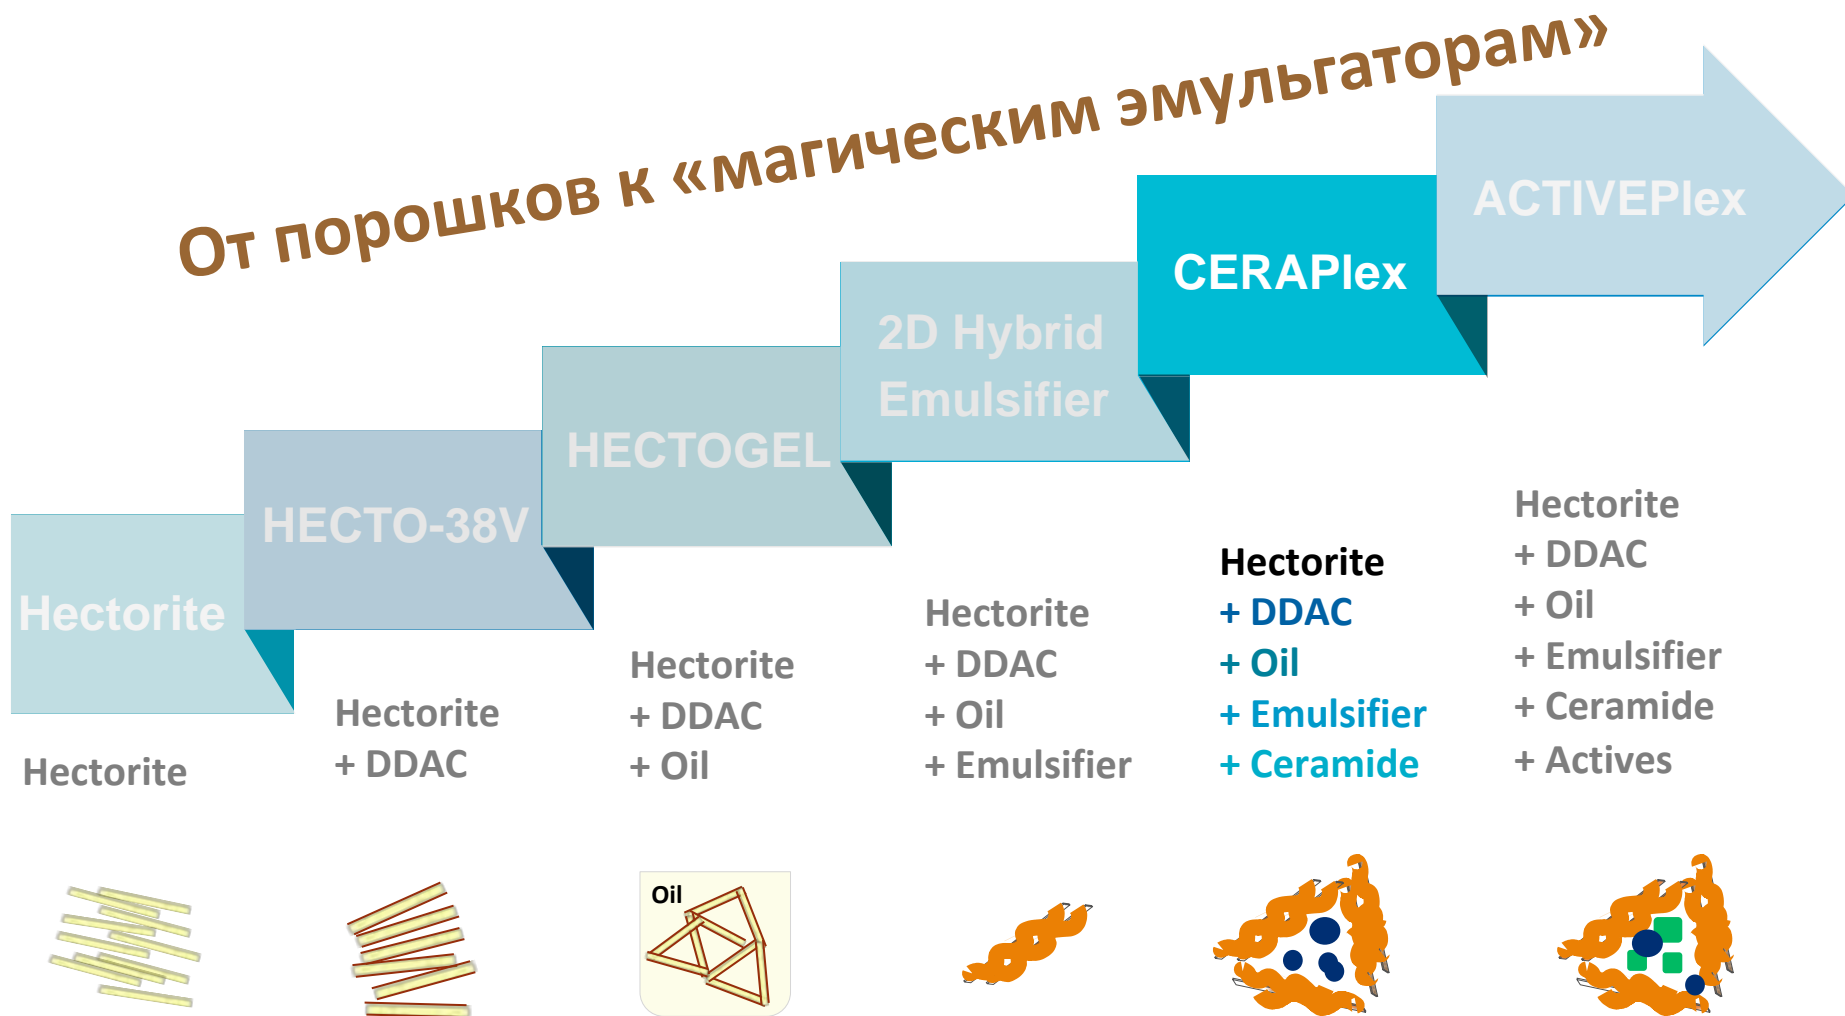 От порошков к «магическим эмульгаторам»
Hectorite
HECTO-38V
HECTOGEL
2D Hybrid
Emulsifier
CERAPlex
ACTIVEPlex
Hectorite
Hectorite
+ DDAC
Hectorite
+ DDAC
+ Oil
Hectorite
+ DDAC
+ Oil
+ Emulsifier
Hectorite
+ DDAC
+ Oil
+ Emulsifier
+ Ceramide
Hectorite
+ DDAC
+ Oil
+ Emulsifier
+ Ceramide
+ Actives
Oil